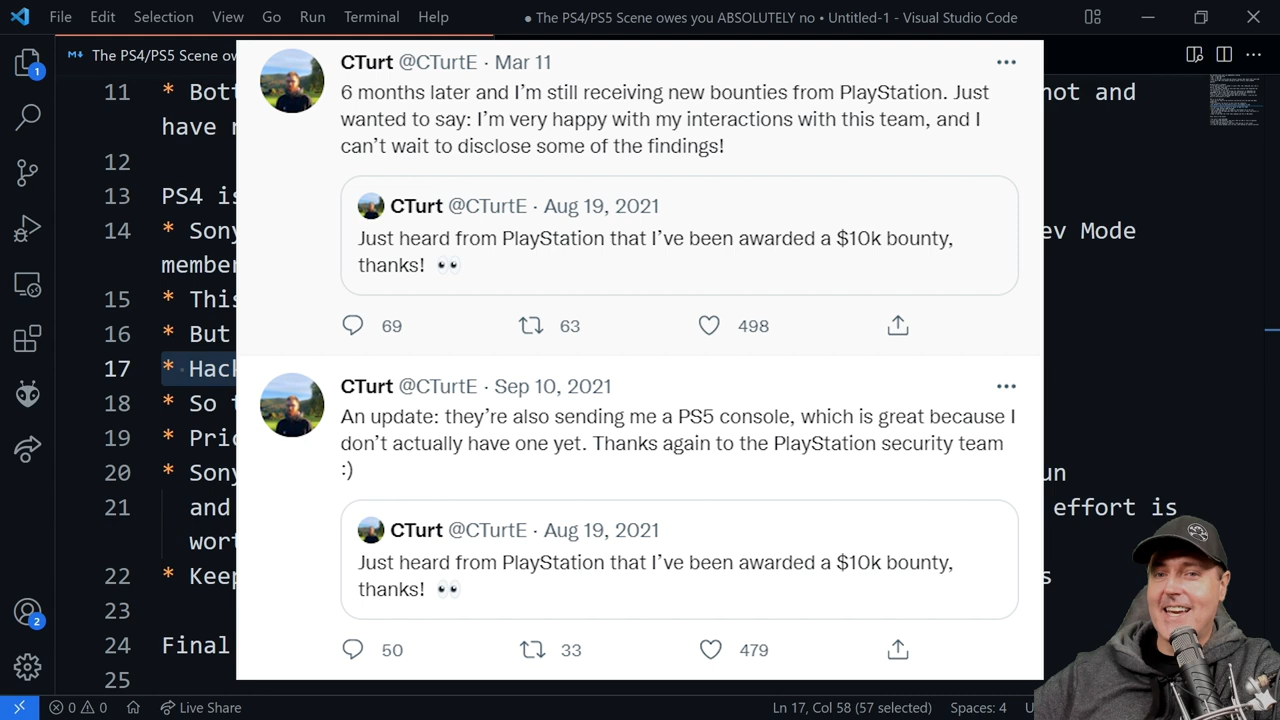 File Edit Selection View Go Run Terminal Help
● The PS4/PS5 Scene owes you ABSOLUTELY no • Untitled-1 - Visual Studio Code
The PS4/PS5 Scene ow
1
11 * Bott
not and
have
12
13 PS4 is
14 * Sony
ev Mode
member
15 * This
16 * But
17 * Hack
18 * So
19 * Pric
20 * Sony
un
21 and
effort is
wort
22 * Keep
s
23
24 Final
25
CTurt @CTurtE · Mar 11
6 months later and I'm still receiving new bounties from PlayStation. Just
wanted to say: I'm very happy with my interactions with this team, and I
can't wait to disclose some of the findings!
CTurt @CTurtE · Aug 19, 2021
Just heard from PlayStation that I've been awarded a $10k bounty,
thanks! 👀
69 63 498
CTurt @CTurtE · Sep 10, 2021
An update: they're also sending me a PS5 console, which is great because I
don't actually have one yet. Thanks again to the PlayStation security team
:)
CTurt @CTurtE · Aug 19, 2021
Just heard from PlayStation that I've been awarded a $10k bounty,
thanks! 👀
50 33 479
2
0 0 Live Share
Ln 17, Col 58 (57 selected) Spaces: 4 U